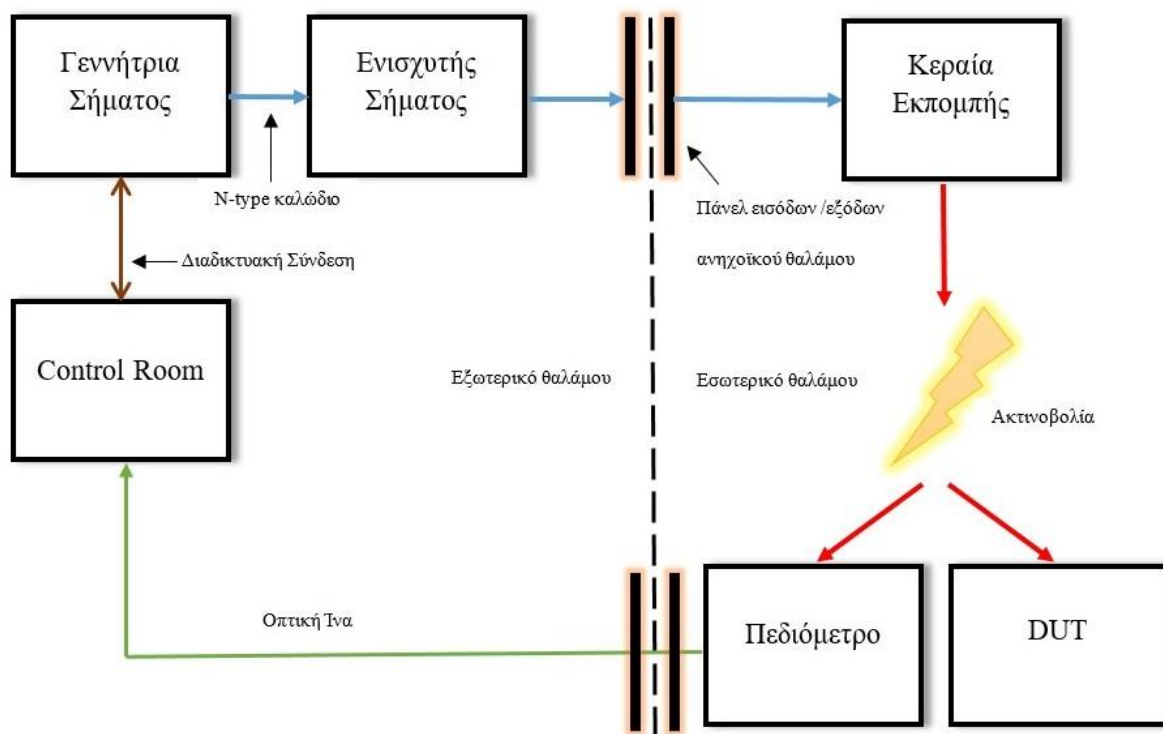 Γεννήτρια
Σήματος
Ενισχυτής
Σήματος
Κεραία
Εκπομπής
N-type καλώδιο
Πάνελ εισόδων /εξόδων
ανηχοϊκού θαλάμου
Διαδικτυακή Σύνδεση
Control Room
Εξωτερικό θαλάμου
Εσωτερικό θαλάμου
Ακτινοβολία
Οπτική Ίνα
Πεδιόμετρο
DUT